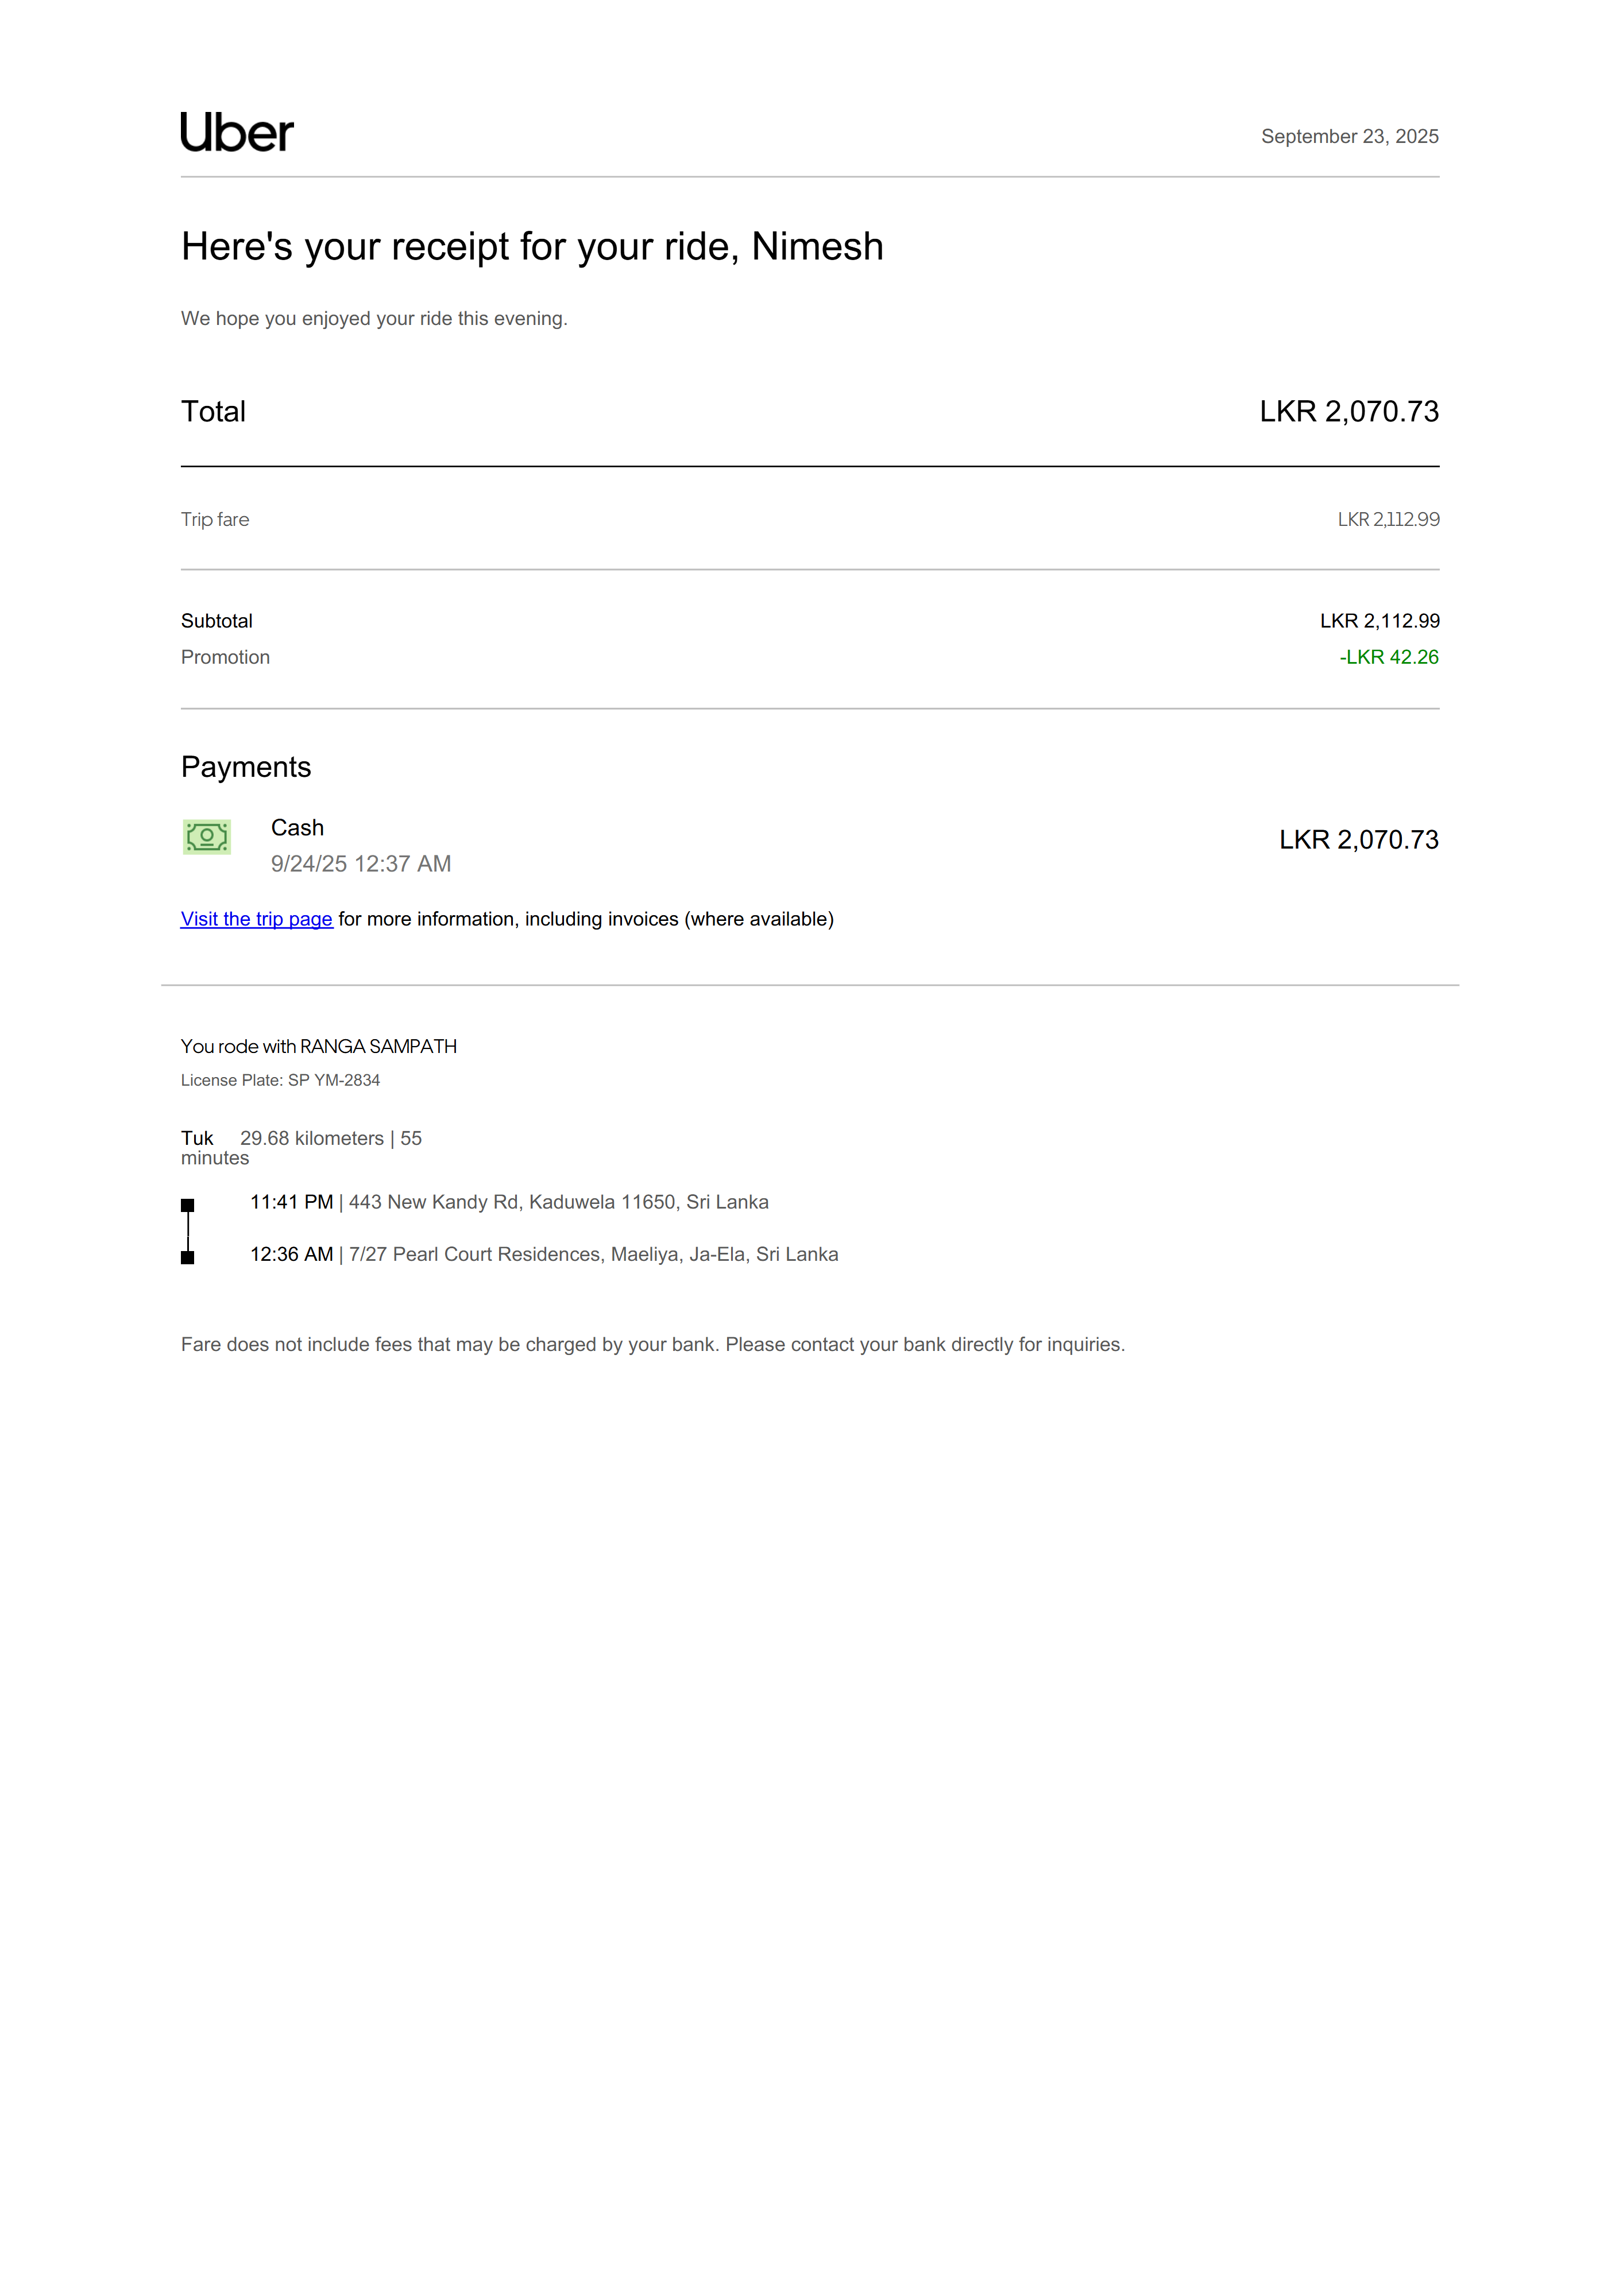 Uber
September 23, 2025
Here's your receipt for your ride, Nimesh
We hope you enjoyed your ride this evening.
Total LKR 2,070.73
Trip fare LKR 2,112.99
Subtotal LKR 2,112.99
Promotion -LKR 42.26
Payments
Cash
9/24/25 12:37 AM
LKR 2,070.73
Visit the trip page for more information, including invoices (where available)
You rode with RANGA SAMPATH
License Plate: SP YM-2834
Tuk 29.68 kilometers | 55
minutes
11:41 PM | 443 New Kandy Rd, Kaduwela 11650, Sri Lanka
12:36 AM | 7/27 Pearl Court Residences, Maeliya, Ja-Ela, Sri Lanka
Fare does not include fees that may be charged by your bank. Please contact your bank directly for inquiries.